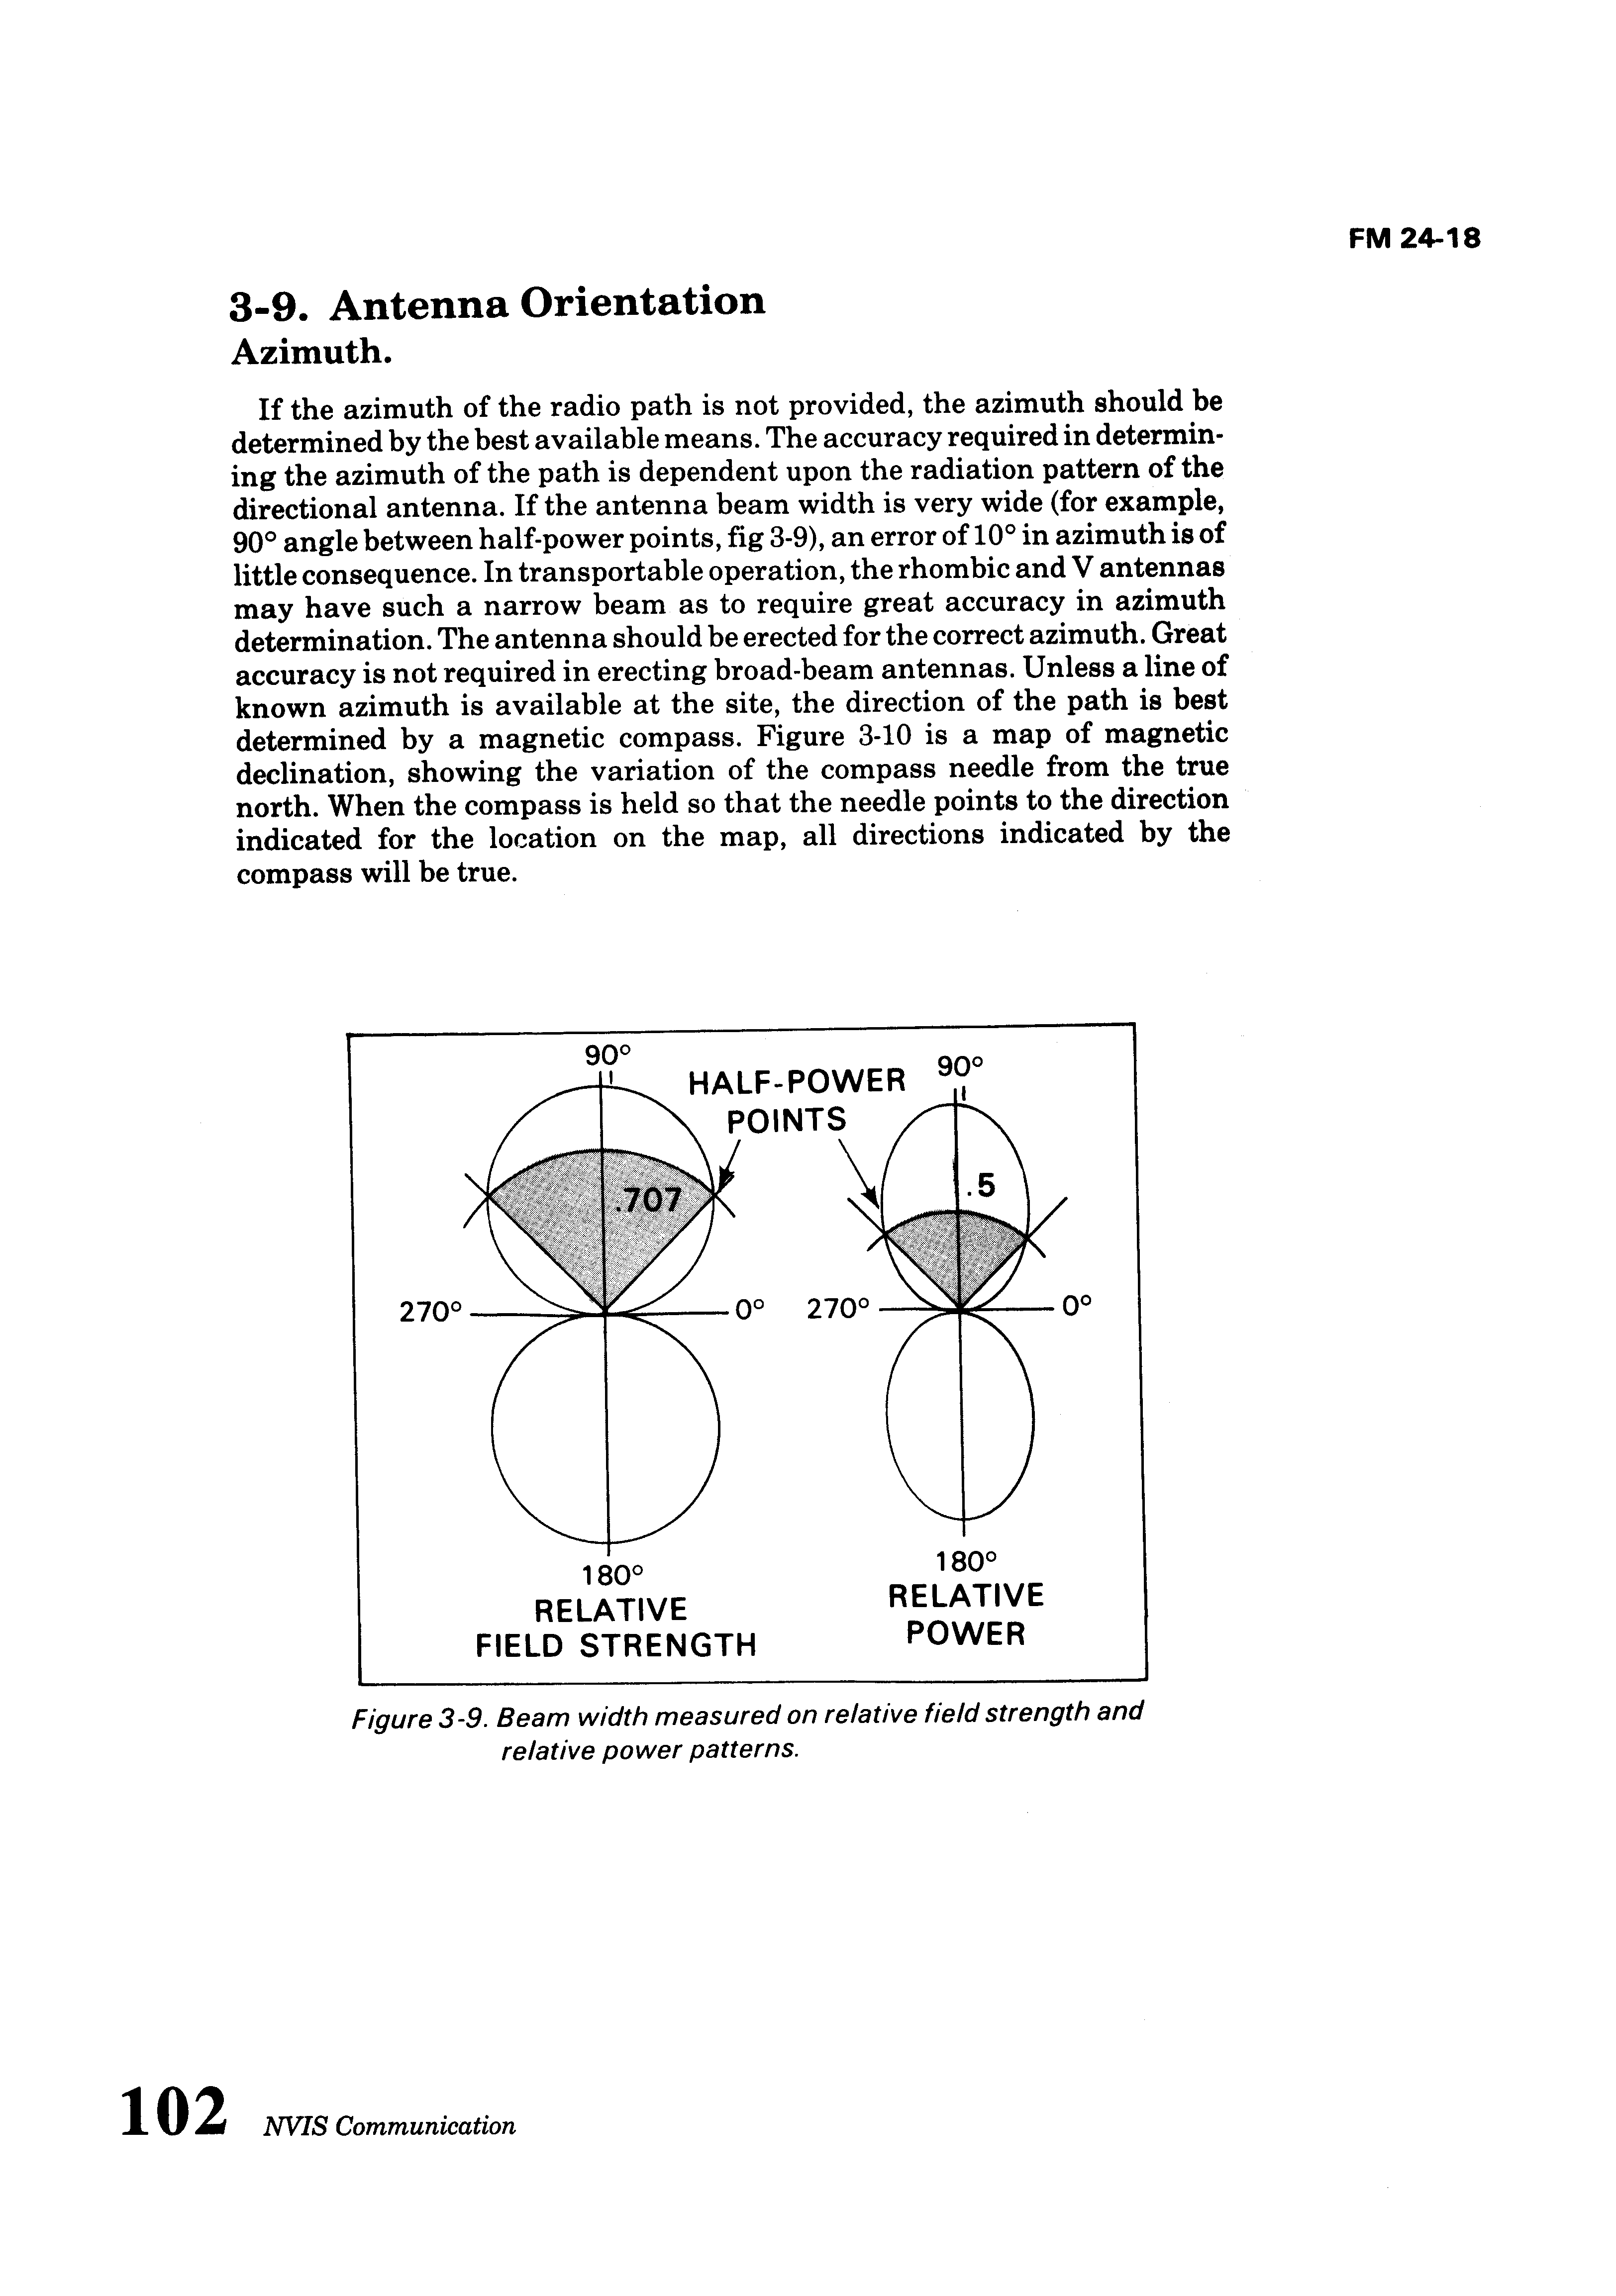 FM 24-18
3-9. Antenna Orientation
Azimuth.
If the azimuth of the radio path is not provided, the azimuth should be
determined by the best available means. The accuracy required in determin-
ing the azimuth of the path is dependent upon the radiation pattern of the
directional antenna. If the antenna beam width is very wide (for example,
90° angle between half-power points, fig 3-9), an error of 10° in azimuth is of
little consequence. In transportable operation, the rhombic and V antennas
may have such a narrow beam as to require great accuracy in azimuth
determination. The antenna should be erected for the correct azimuth. Great
accuracy is not required in erecting broad-beam antennas. Unless a line of
known azimuth is available at the site, the direction of the path is best
determined by a magnetic compass. Figure 3-10 is a map of magnetic
declination, showing the variation of the compass needle from the true
north. When the compass is held so that the needle points to the direction
indicated for the location on the map, all directions indicated by the
compass will be true.
90°
HALF-POWER
POINTS
90°
.707
.5
270°
0°
270°
0°
180°
RELATIVE
FIELD STRENGTH
180°
RELATIVE
POWER
Figure 3-9. Beam width measured on relative field strength and
relative power patterns.
102 NVIS Communication